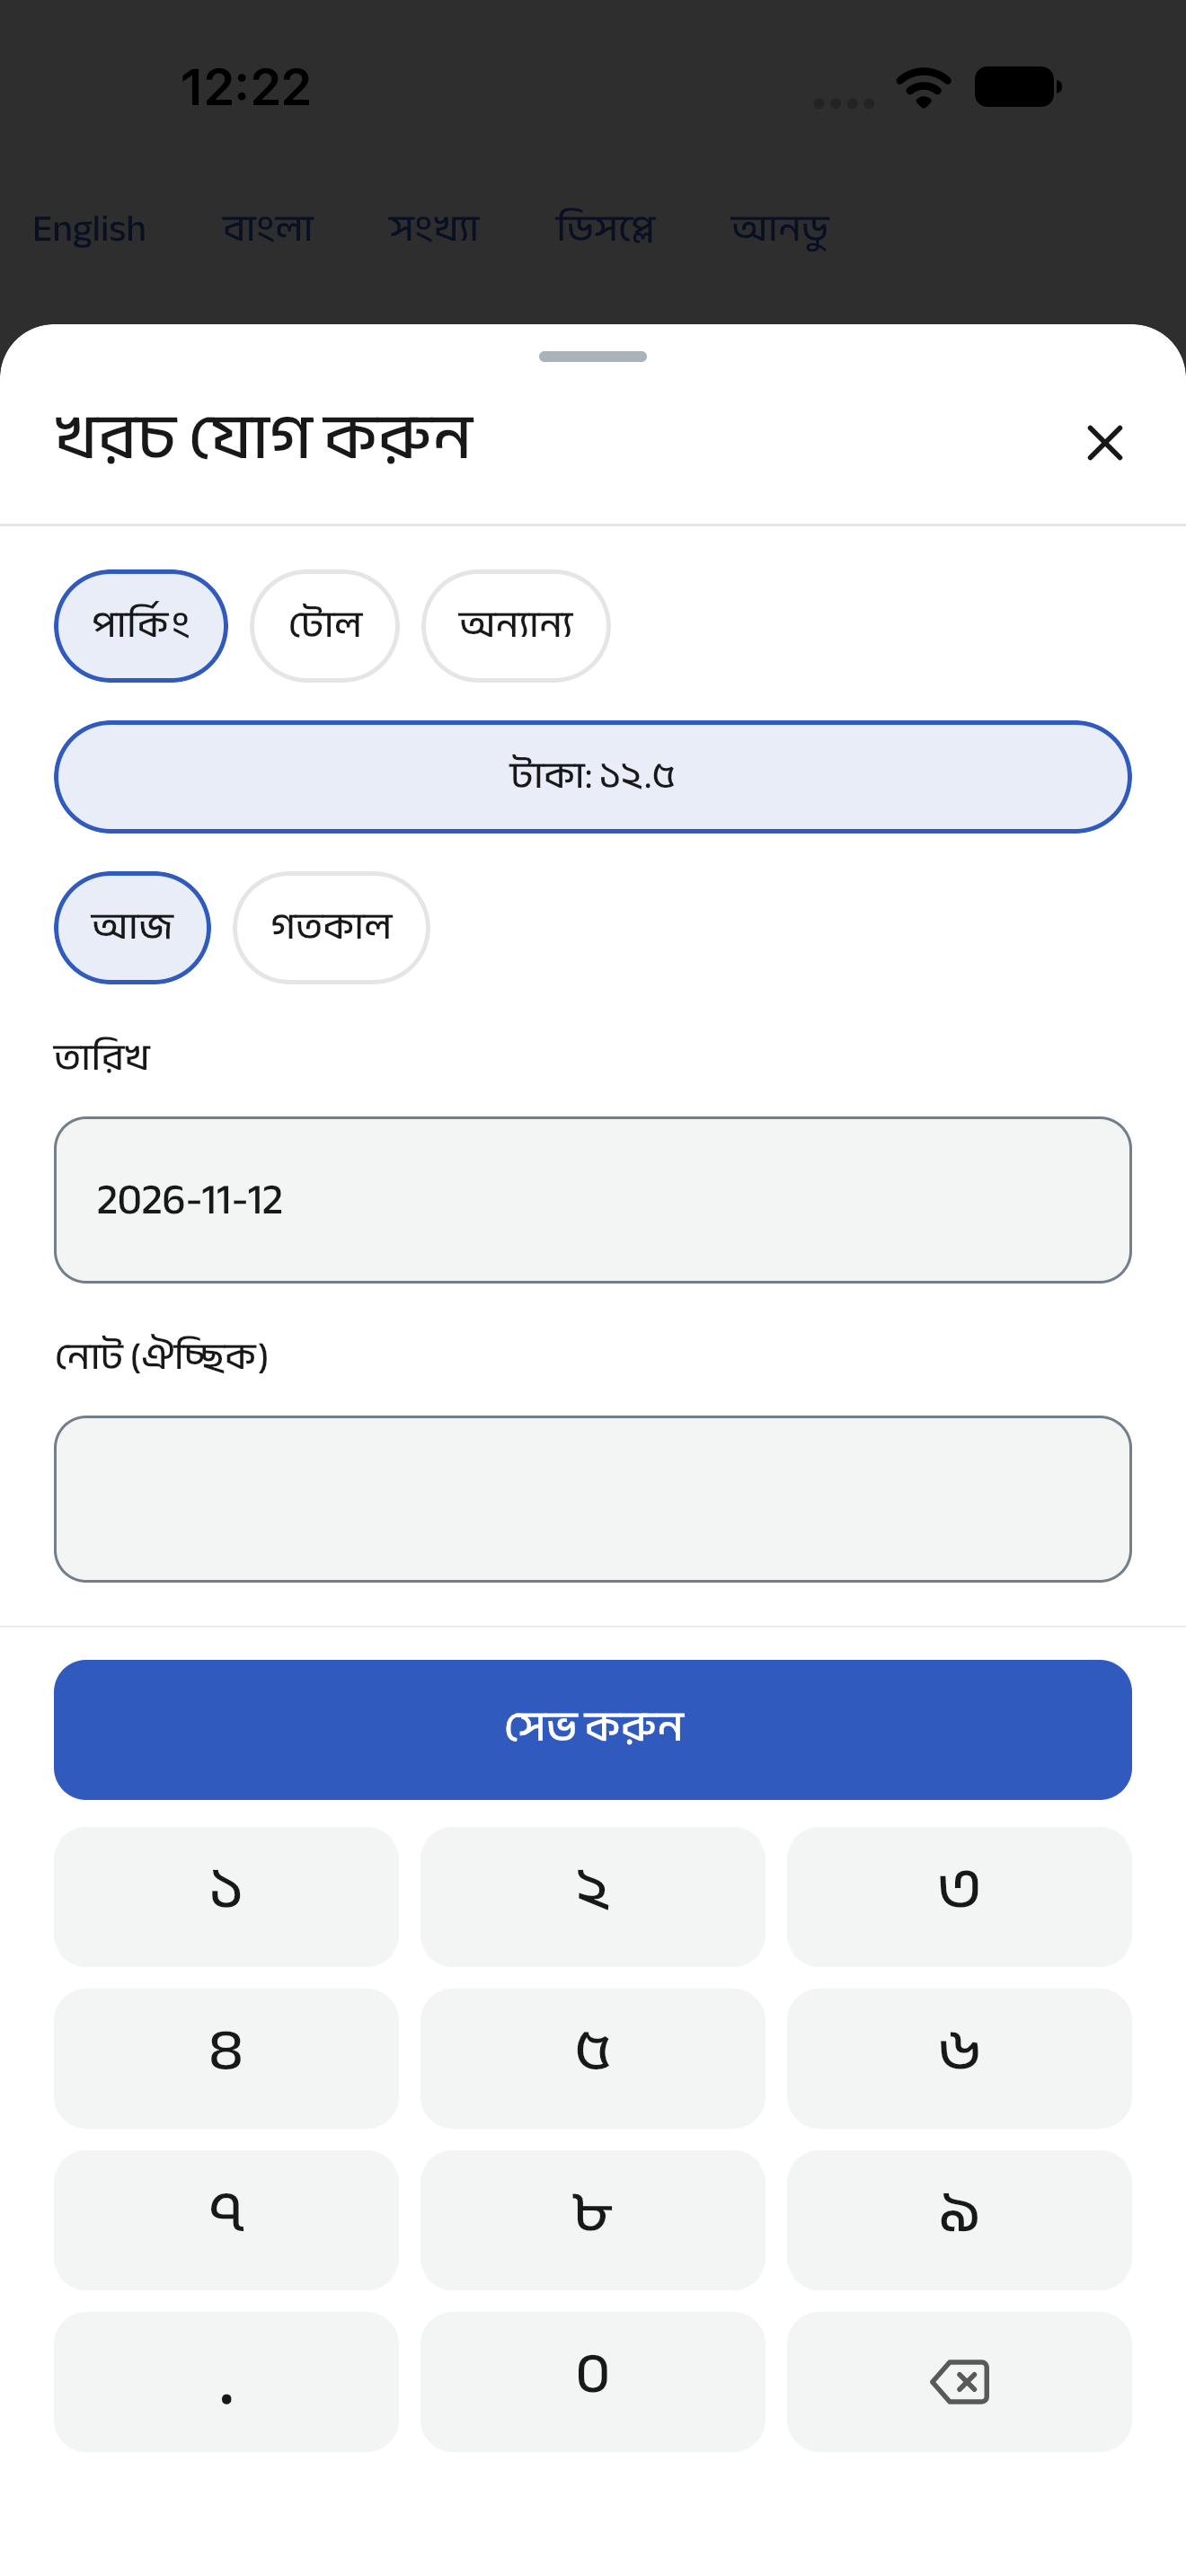 12:22
English বাংলা সংখ্যা ডিসপ্লে আনডু
খরচ যোগ করুন
পার্কিং টোল অন্যান্য
টাকা: ১২.৫
আজ গতকাল
তারিখ
2026-11-12
নোট (ঐচ্ছিক)
সেভ করুন
১ ২ ৩
৪ ৫ ৬
৭ ৮ ৯
. ০